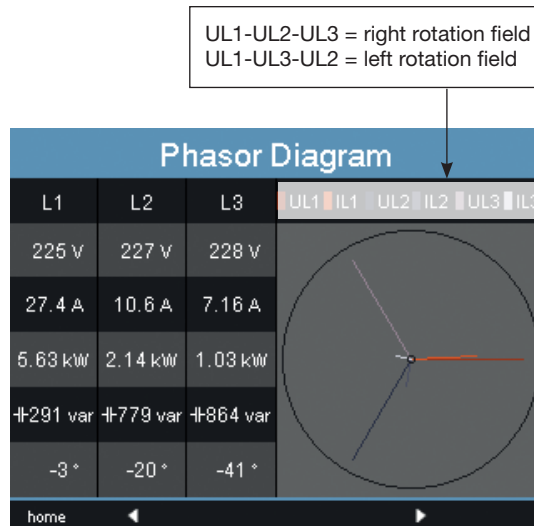 UL1-UL2-UL3 = right rotation field
UL1-UL3-UL2 = left rotation field
Phasor Diagram
L1 L2 L3 UL1 IL1 UL2 IL2 UL3 IL3
225 V 227 V 228 V
27.4 A 10.6 A 7.16 A
5.63 kW 2.14 kW 1.03 kW
⊣⊢291 var ⊣⊢779 var ⊣⊢864 var
-3 ° -20 ° -41 °
home